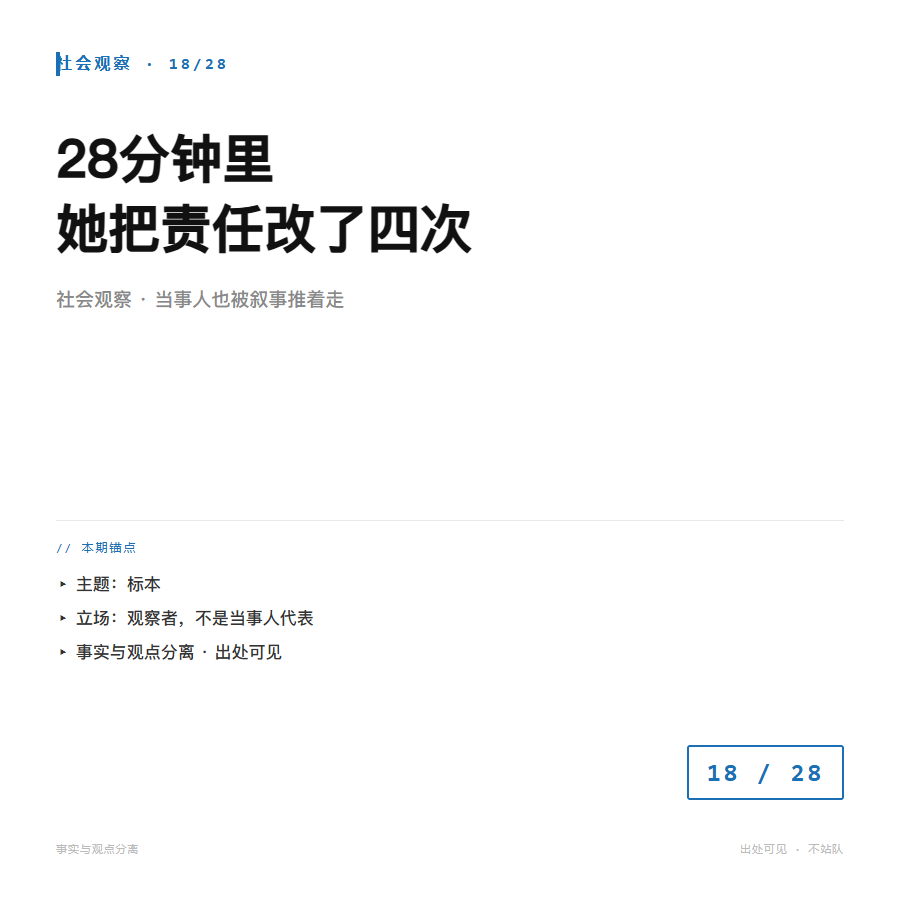 社会观察 · 18/28
28分钟里
她把责任改了四次
社会观察 · 当事人也被叙事推着走
// 本期锚点
▸ 主题：标本
▸ 立场：观察者，不是当事人代表
▸ 事实与观点分离 · 出处可见
18 / 28
事实与观点分离
出处可见 · 不站队